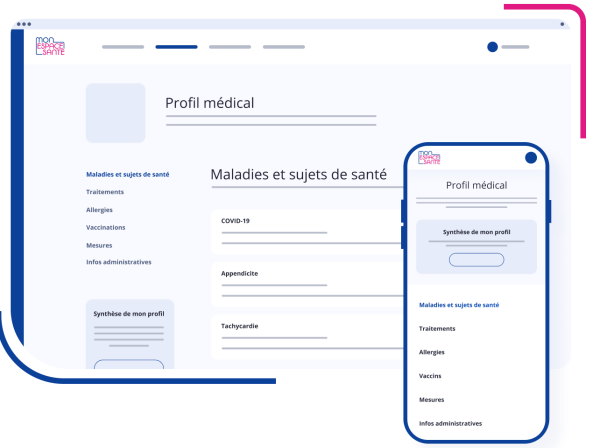 MON
ESPACE
SANTÉ
Profil médical
Maladies et sujets de santé
Traitements
Allergies
Vaccinations
Mesures
Infos administratives
Synthèse de mon profil
Maladies et sujets de santé
COVID-19
Appendicite
Tachycardie
MON
ESPACE
SANTÉ
Profil médical
Synthèse de mon profil
Maladies et sujets de santé
Traitements
Allergies
Vaccins
Mesures
Infos administratives